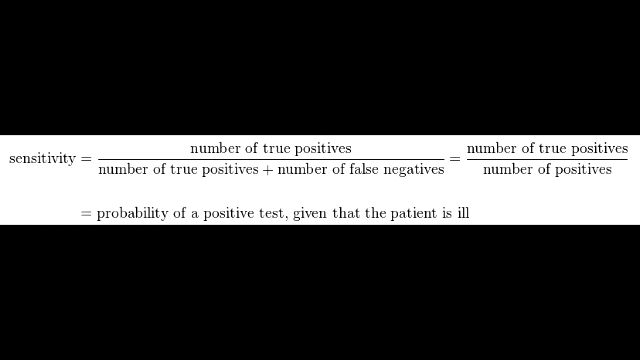 sensitivity = number of true positives / number of true positives + number of false negatives = number of true positives / number of positives
= probability of a positive test, given that the patient is ill